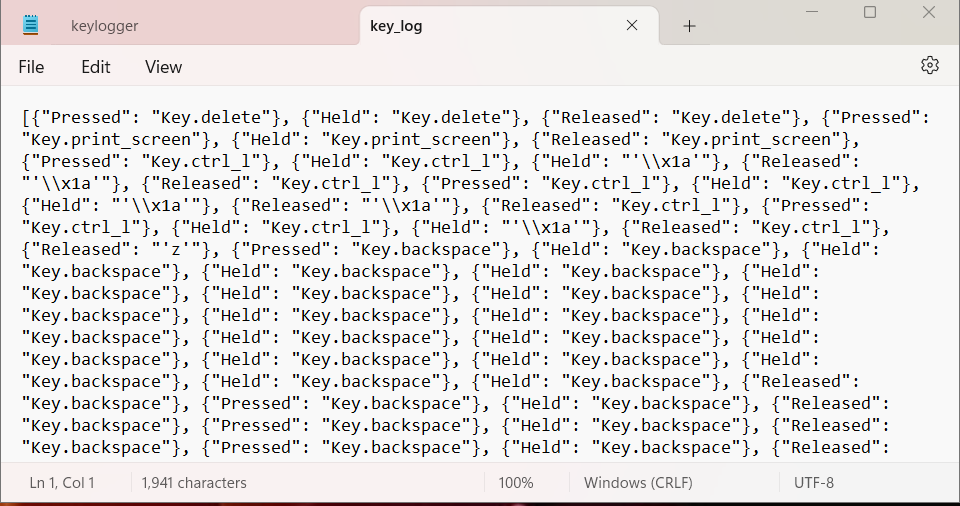 keylogger key_log
File Edit View
[{"Pressed": "Key.delete"}, {"Held": "Key.delete"}, {"Released": "Key.delete"}, {"Pressed":
"Key.print_screen"}, {"Held": "Key.print_screen"}, {"Released": "Key.print_screen"},
{"Pressed": "Key.ctrl_l"}, {"Held": "Key.ctrl_l"}, {"Held": "'\\x1a'"}, {"Released":
"'\\x1a'"}, {"Released": "Key.ctrl_l"}, {"Pressed": "Key.ctrl_l"}, {"Held": "Key.ctrl_l"},
{"Held": "'\\x1a'"}, {"Released": "'\\x1a'"}, {"Released": "Key.ctrl_l"}, {"Pressed":
"Key.ctrl_l"}, {"Held": "Key.ctrl_l"}, {"Held": "'\\x1a'"}, {"Released": "Key.ctrl_l"},
{"Released": "'z'"}, {"Pressed": "Key.backspace"}, {"Held": "Key.backspace"}, {"Held":
"Key.backspace"}, {"Held": "Key.backspace"}, {"Held": "Key.backspace"}, {"Held":
"Key.backspace"}, {"Held": "Key.backspace"}, {"Held": "Key.backspace"}, {"Held":
"Key.backspace"}, {"Held": "Key.backspace"}, {"Held": "Key.backspace"}, {"Held":
"Key.backspace"}, {"Held": "Key.backspace"}, {"Held": "Key.backspace"}, {"Held":
"Key.backspace"}, {"Held": "Key.backspace"}, {"Held": "Key.backspace"}, {"Held":
"Key.backspace"}, {"Held": "Key.backspace"}, {"Held": "Key.backspace"}, {"Released":
"Key.backspace"}, {"Pressed": "Key.backspace"}, {"Held": "Key.backspace"}, {"Released":
"Key.backspace"}, {"Pressed": "Key.backspace"}, {"Held": "Key.backspace"}, {"Released":
"Key.backspace"}, {"Pressed": "Key.backspace"}, {"Held": "Key.backspace"}, {"Released":
Ln 1, Col 1 1,941 characters 100% Windows (CRLF) UTF-8